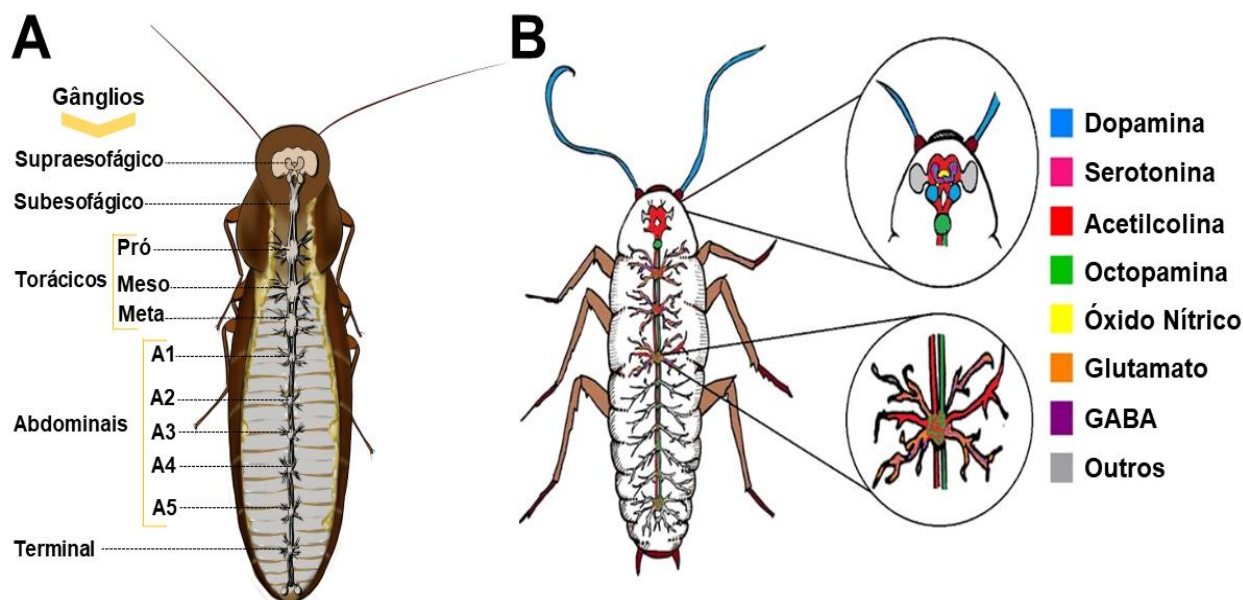 A
Gânglios
Supraesofágico
Subesofágico
Pró
Torácicos
Meso
Meta
A1
A2
Abdominais
A3
A4
A5
Terminal
B
Dopamina
Serotonina
Acetilcolina
Octopamina
Óxido Nítrico
Glutamato
GABA
Outros